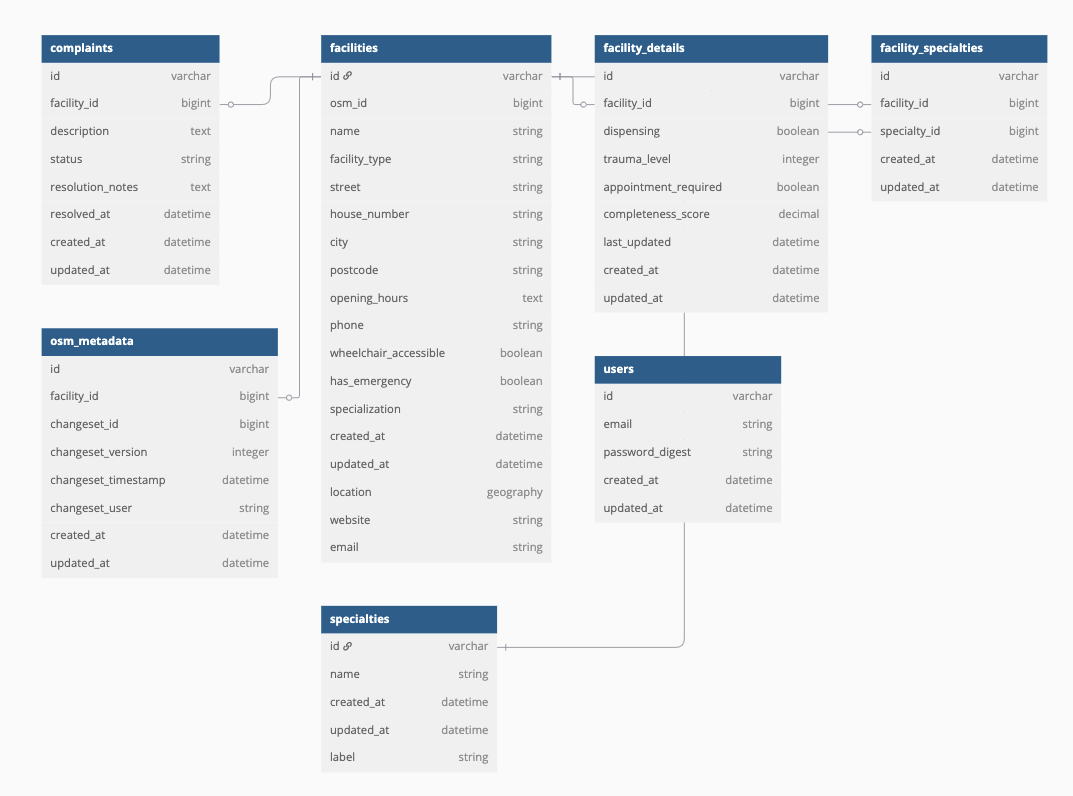 complaints
id varchar
facility_id bigint
description text
status string
resolution_notes text
resolved_at datetime
created_at datetime
updated_at datetime
osm_metadata
id varchar
facility_id bigint
changeset_id bigint
changeset_version integer
changeset_timestamp datetime
changeset_user string
created_at datetime
updated_at datetime
facilities
id varchar
osm_id bigint
name string
facility_type string
street string
house_number string
city string
postcode string
opening_hours text
phone string
wheelchair_accessible boolean
has_emergency boolean
specialization string
created_at datetime
updated_at datetime
location geography
website string
email string
specialties
id varchar
name string
created_at datetime
updated_at datetime
label string
facility_details
id varchar
facility_id bigint
dispensing boolean
trauma_level integer
appointment_required boolean
completeness_score decimal
last_updated datetime
created_at datetime
updated_at datetime
users
id varchar
email string
password_digest string
created_at datetime
updated_at datetime
facility_specialties
id varchar
facility_id bigint
specialty_id bigint
created_at datetime
updated_at datetime